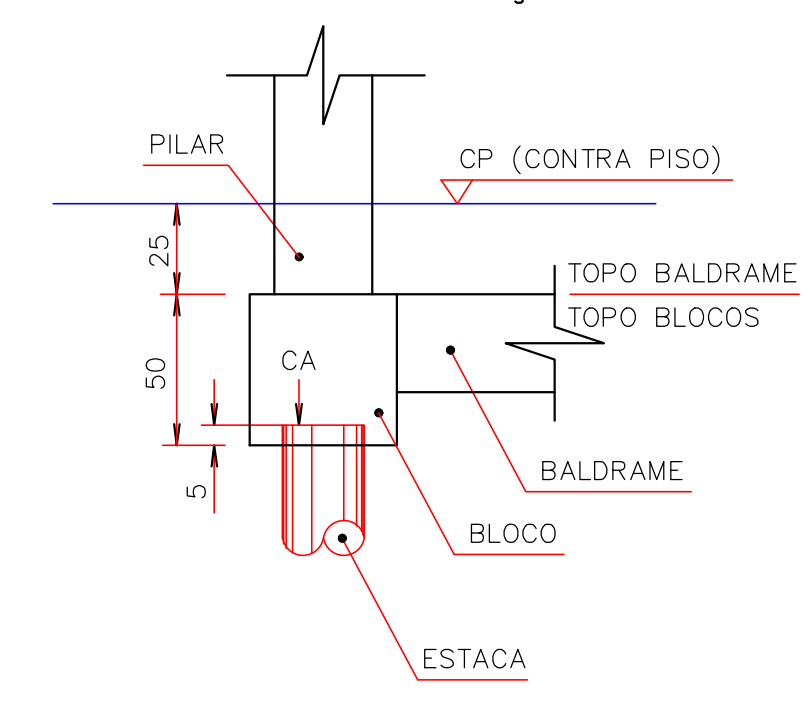 PILAR
CP (CONTRA PISO)
25
TOPO BALDRAME
TOPO BLOCOS
50
CA
BALDRAME
5
BLOCO
ESTACA